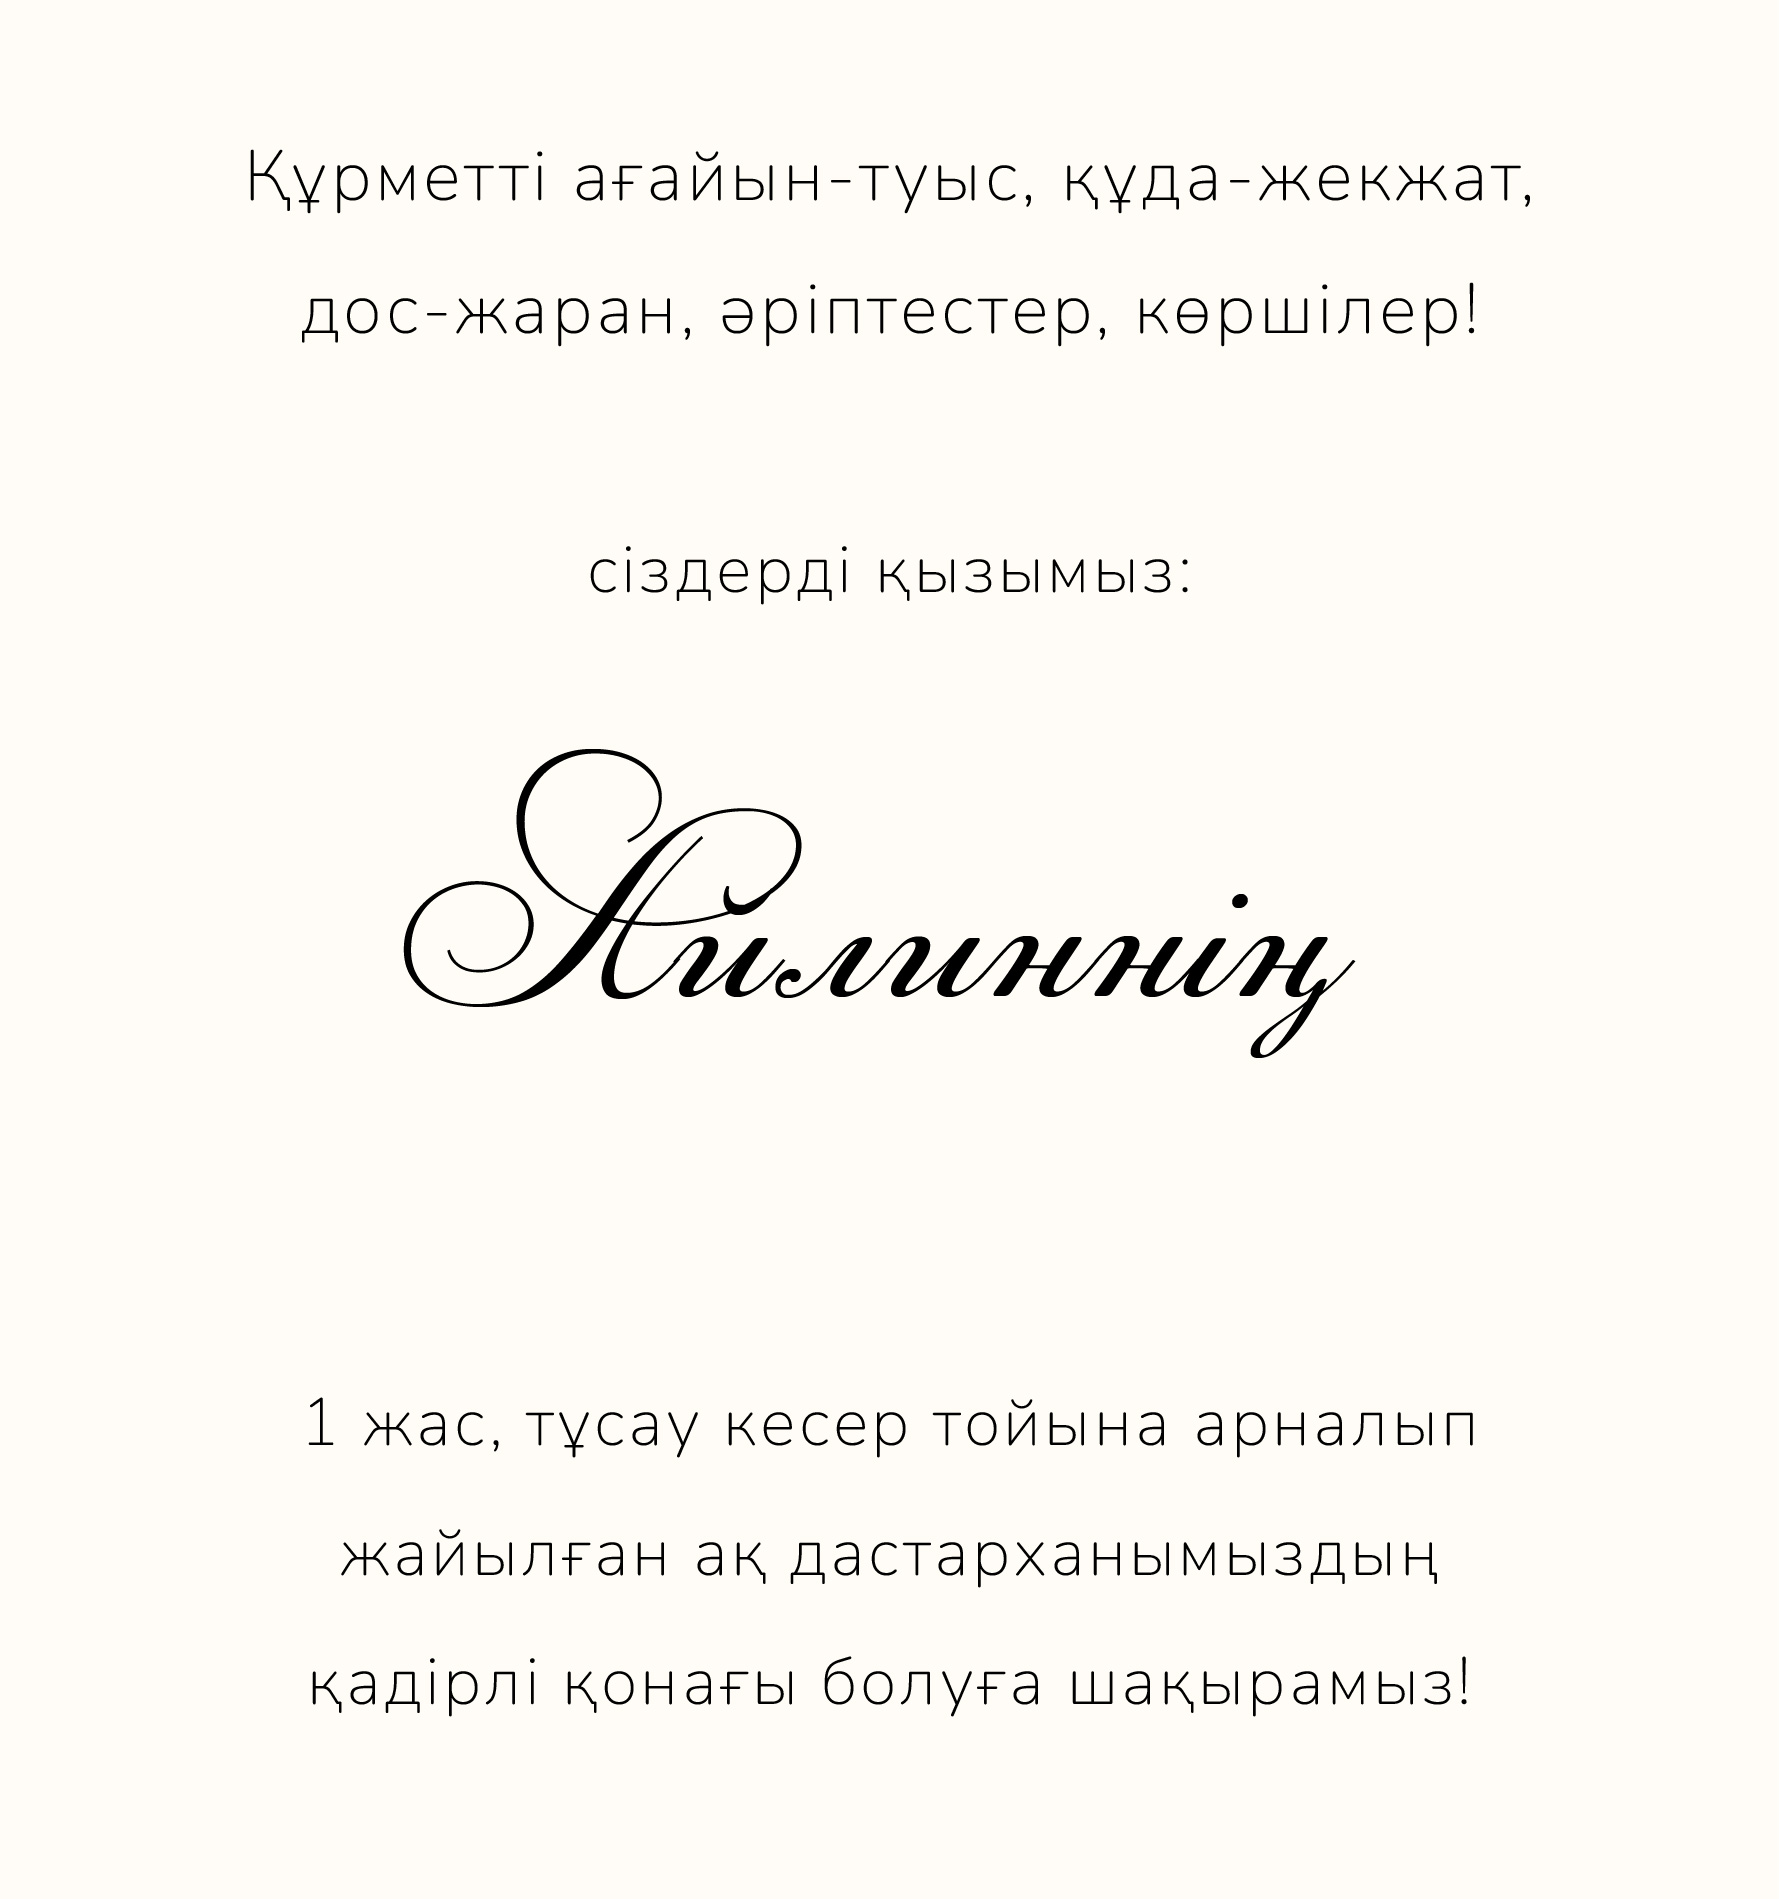 Құрметті ағайын-туыс, құда-жекжат,
дос-жаран, әріптестер, көршілер!
сіздерді қызымыз:
Айлиннің
1 жас, тұсау кесер тойына арналып
жайылған ақ дастарханымыздың
қадірлі қонағы болуға шақырамыз!